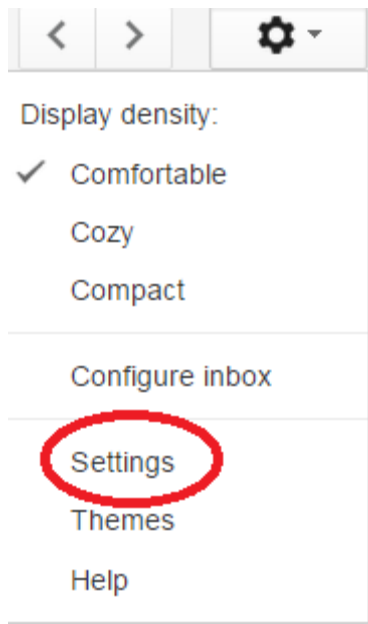 Display density:
Comfortable
Cozy
Compact
Configure inbox
Settings
Themes
Help